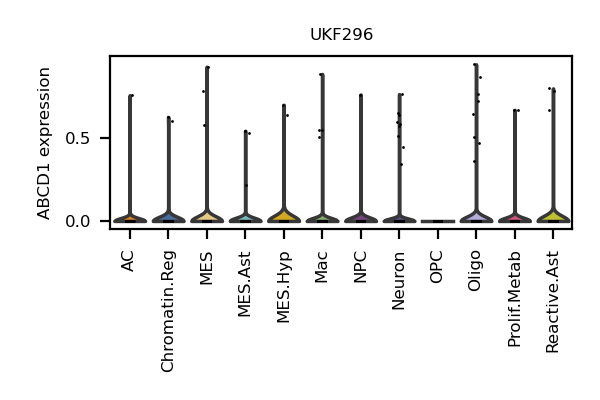 UKF296
ABCD1 expression
0.5
0.0
AC
Chromatin.Reg
MES
MES.Ast
MES.Hyp
Mac
NPC
Neuron
OPC
Oligo
Prolif.Metab
Reactive.Ast